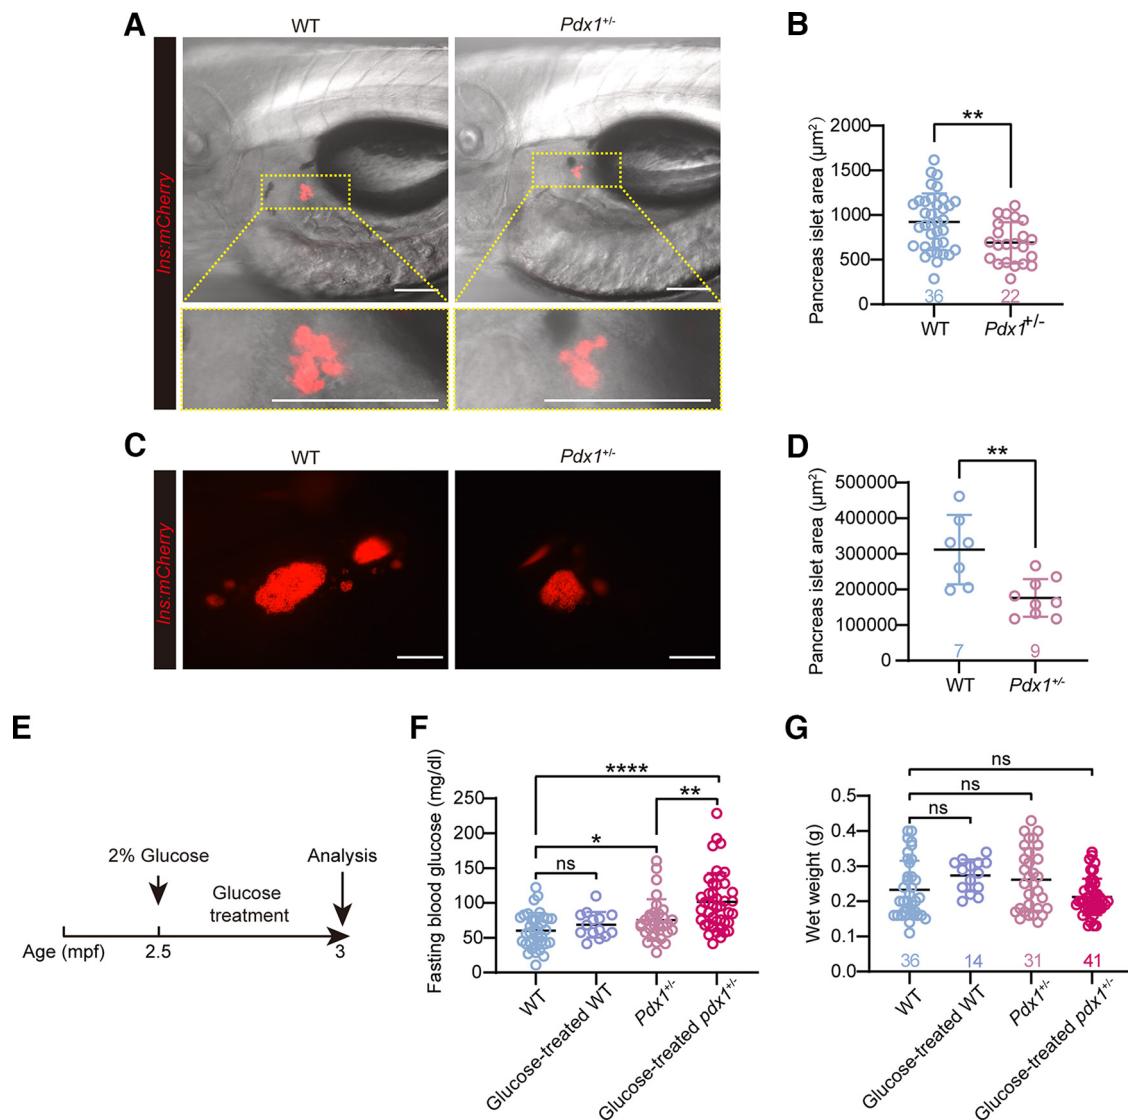 A
WT
Pdx1+/-
Ins:mCherry
B
**
Pancreas islet area (μm2)
2000
1500
1000
500
0
36
22
WT
Pdx1+/-
C
WT
Pdx1+/-
Ins:mCherry
D
**
Pancreas islet area (μm2)
500000
400000
300000
200000
100000
0
7
9
WT
Pdx1+/-
E
2% Glucose
Analysis
Glucose
treatment
Age (mpf)
2.5
3
F
Fasting blood glucose (mg/dl)
****
**
*
ns
250
200
150
100
50
0
WT
Glucose-treated WT
Pdx1+/-
Glucose-treated pdx1+/-
G
Wet weight (g)
ns
ns
ns
0.5
0.4
0.3
0.2
0.1
0.0
36
14
31
41
WT
Glucose-treated WT
Pdx1+/-
Glucose-treated pdx1+/-